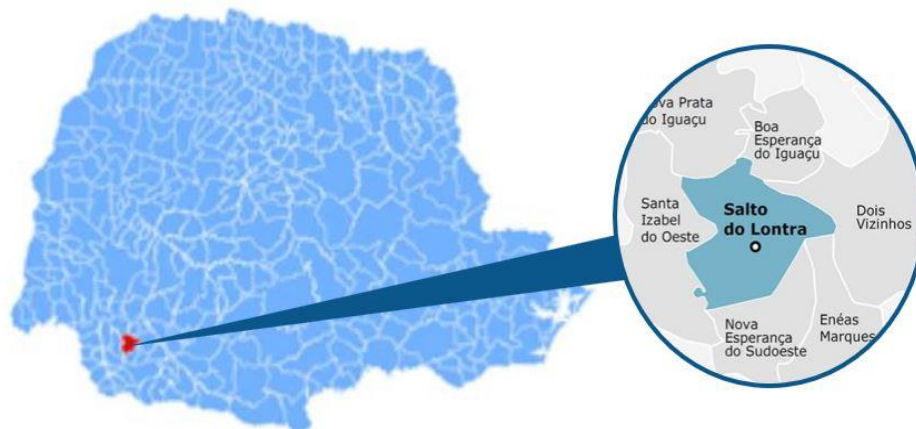 ova Prata
do Iguaçu
Boa
Esperança
do Iguaçu
Santa
Izabel
do Oeste
Salto
do Lontra
Dois
Vizinhos
Nova
Esperança
do Sudoeste
Enéas
Marques